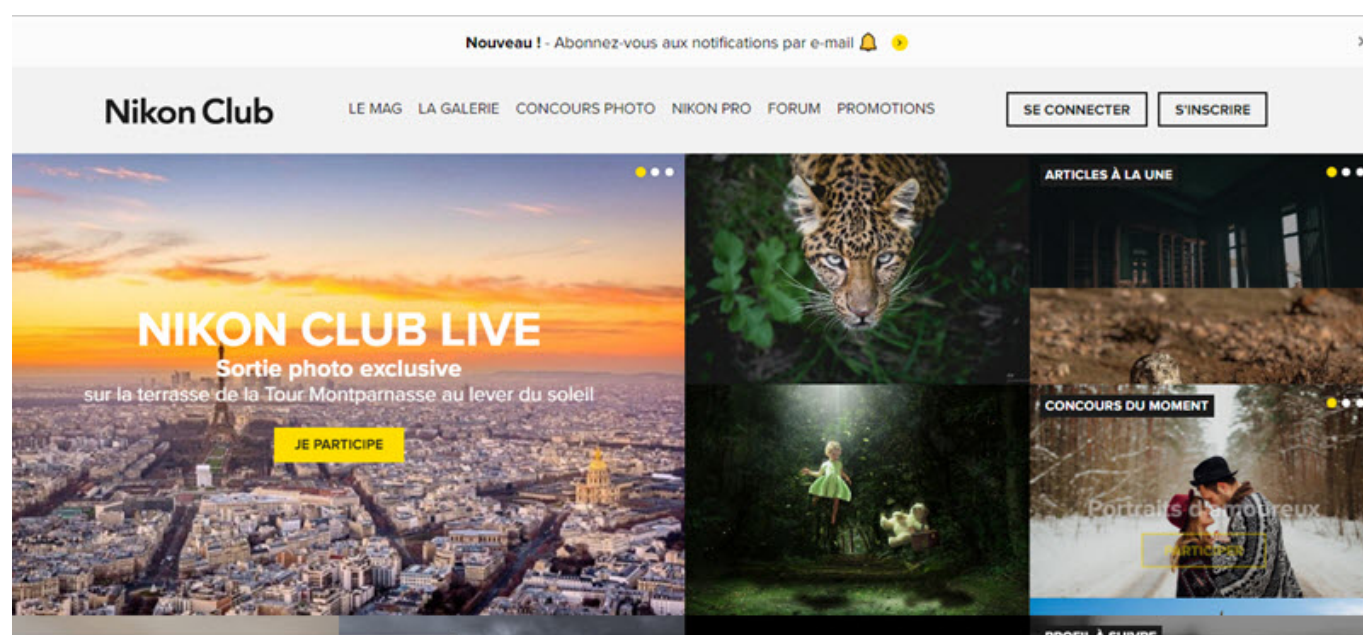 Nouveau ! - Abonnez-vous aux notifications par e-mail
Nikon Club
LE MAG LA GALERIE CONCOURS PHOTO NIKON PRO FORUM PROMOTIONS
SE CONNECTER S'INSCRIRE
NIKON CLUB LIVE
Sortie photo exclusive
sur la terrasse de la Tour Montparnasse au lever du soleil
JE PARTICIPE
ARTICLES À LA UNE
CONCOURS DU MOMENT
Portraits d'amoureux
PARTICIPER
PROFIL À SUIVRE